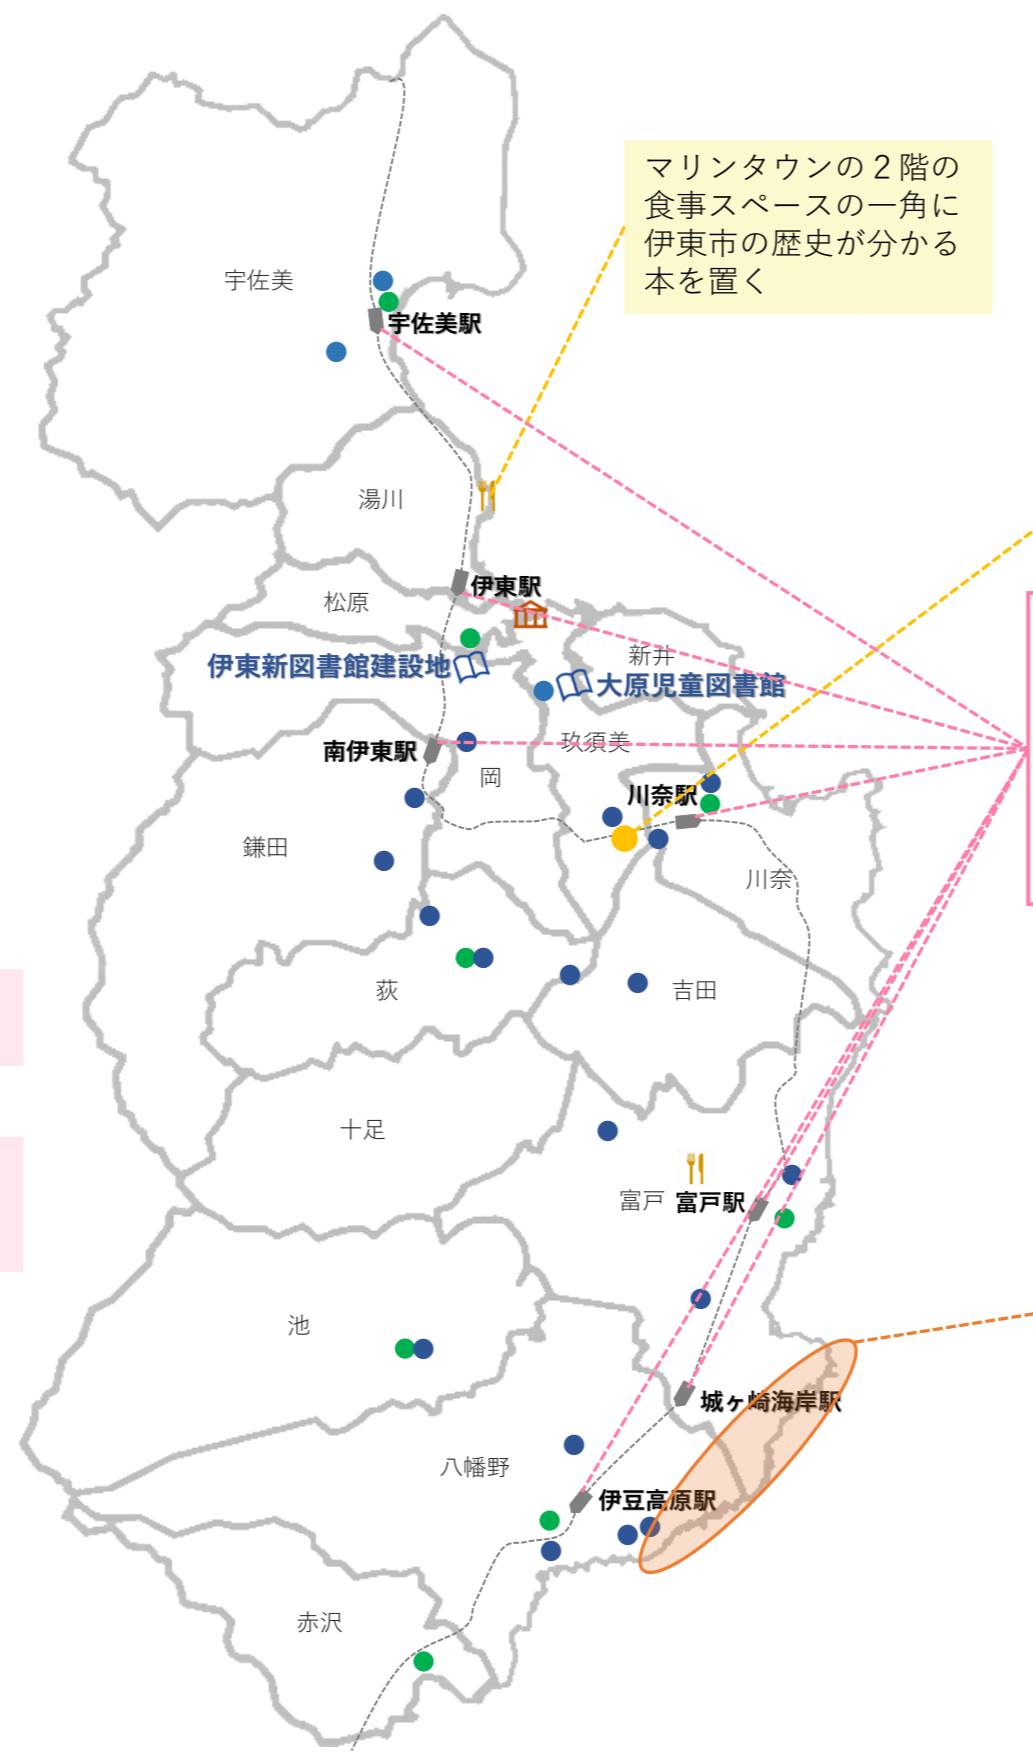 マリンタウンの２階の
食事スペースの一角に
伊東市の歴史が分かる
本を置く
宇佐美
宇佐美駅
湯川
伊東駅
松原
新井
伊東新図書館建設地
大原児童図書館
玖須美
南伊東駅
岡
川奈駅
鎌田
川奈
荻
吉田
十足
富戸
富戸駅
池
城ヶ崎海岸駅
八幡野
伊豆高原駅
赤沢